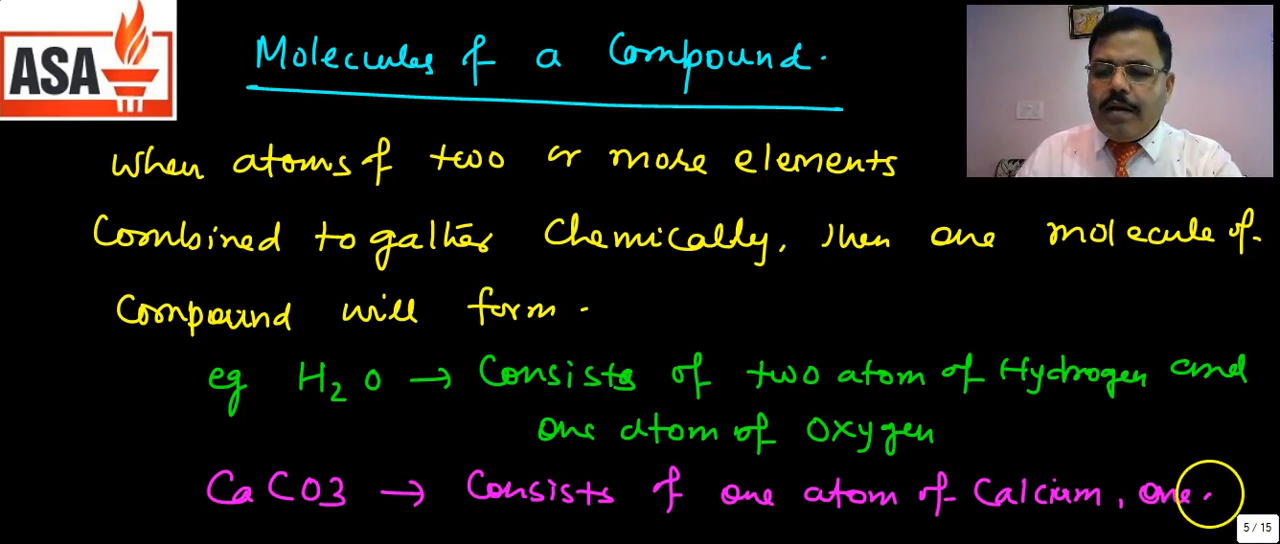 ASA
Molecules of a Compound.
When atoms of two or more elements
Combined to gather Chemically, then one molecule of
Compound will form.
eg H₂O → Consists of two atom of Hydrogen and
one atom of Oxygen
CaCO3 → Consists of one atom of Calcium, one
5 / 15